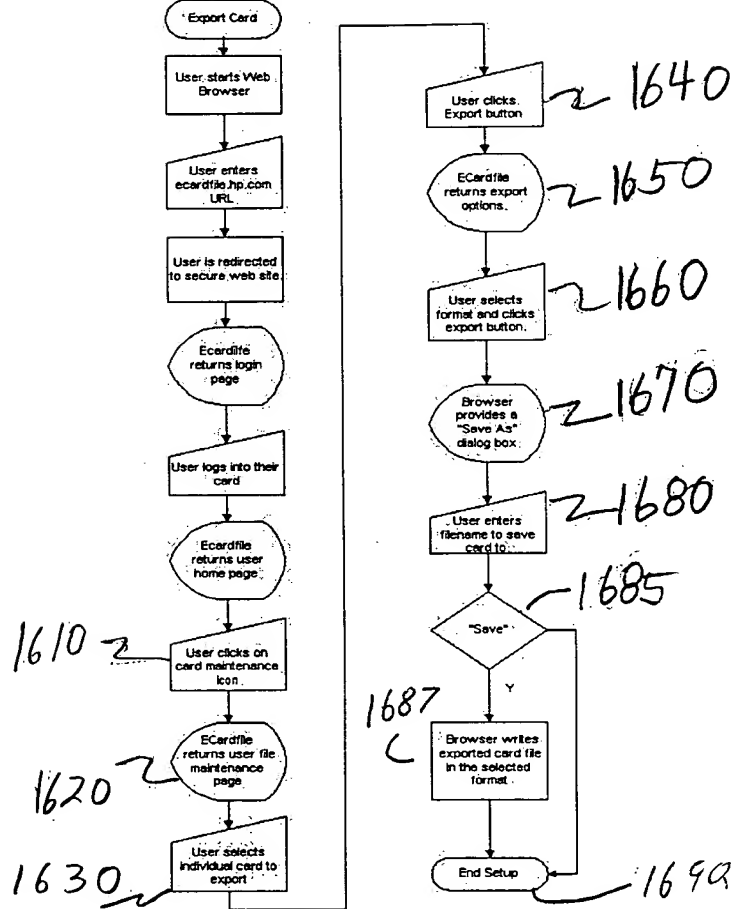 Export Card
User starts Web
Browser
User enters
ecardfile.hp.com
URL
User is redirected
to secure web site.
Ecardilfe
returns login
page
User logs into their
card
Ecardfile
returns user
home page
1610
User clicks on
card maintenance
icon
1620
ECardfile
returns user file
maintenance
page
1630
User selects
individual card to
export
User clicks
Export button
1640
ECardfile
returns export
options.
1650
User selects
format and clicks
export button.
1660
Browser
provides a
"Save As"
dialog box
1670
User enters
filename to save
card to
1680
"Save"
1685
Y
1687
Browser writes
exported card file
in the selected
format
End Setup
1690